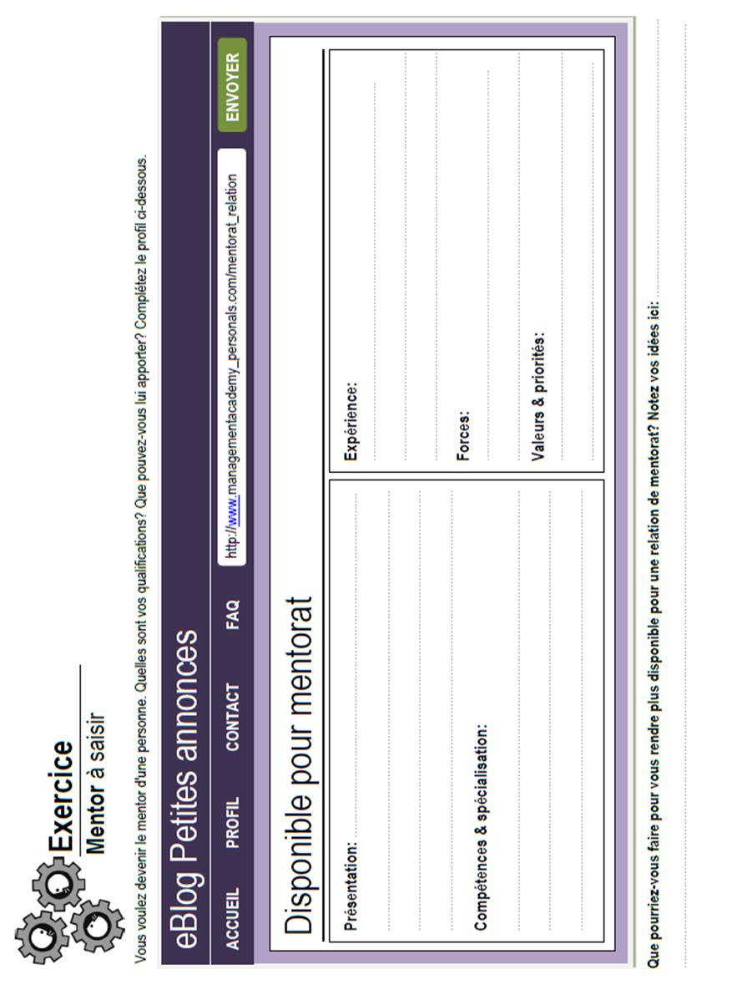 Exercice
Mentor à saisir
Vous voulez devenir le mentor d'une personne. Quelles sont vos qualifications? Que pouvez-vous lui apporter? Complétez le profil ci-dessous.
eBlog Petites annonces
ACCUEIL PROFIL CONTACT FAQ http://www.managementacademy_personals.com/mentorat_relation ENVOYER
Disponible pour mentorat
Présentation:
Compétences & spécialisation:
Expérience:
Forces:
Valeurs & priorités:
Que pourriez-vous faire pour vous rendre plus disponible pour une relation de mentorat? Notez vos idées ici: